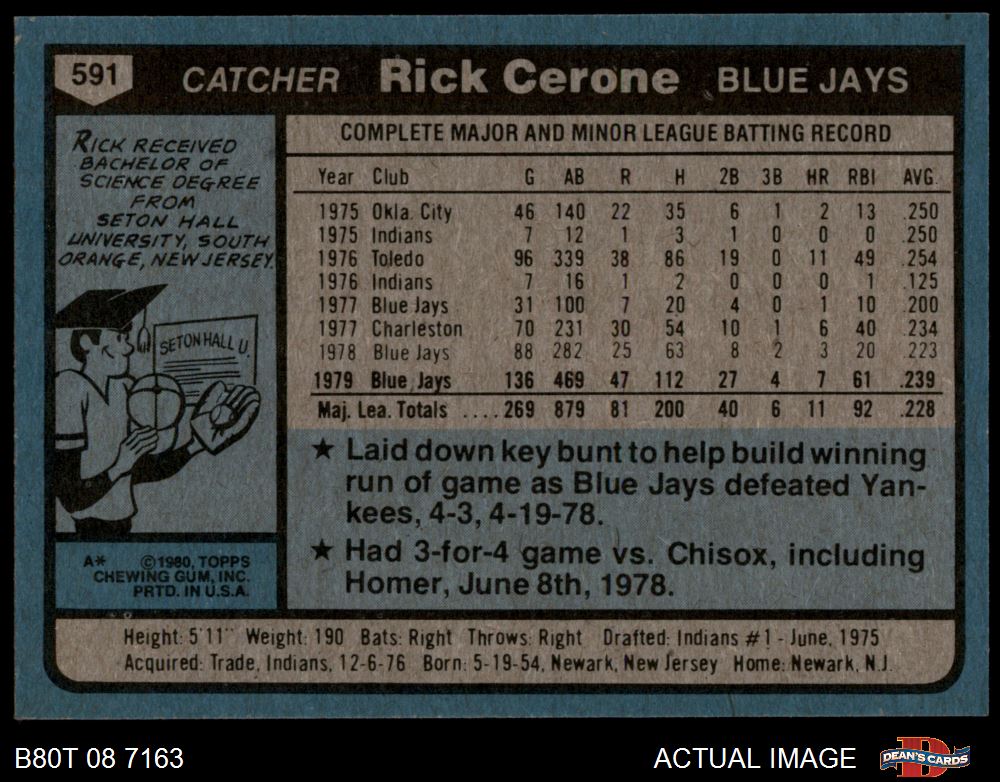 591 CATCHER Rick Cerone BLUE JAYS
RICK RECEIVED
BACHELOR OF
SCIENCE DEGREE
FROM
SETON HALL
UNIVERSITY, SOUTH
ORANGE, NEW JERSEY.
SETON HALL U.
A* ©1980, TOPPS
CHEWING GUM, INC.
PRTD. IN U.S.A.
COMPLETE MAJOR AND MINOR LEAGUE BATTING RECORD
Year Club G AB R H 2B 3B HR RBI AVG.
1975 Okla. City 46 140 22 35 6 1 2 13 .250
1975 Indians 7 12 1 3 1 0 0 0 .250
1976 Toledo 96 339 38 86 19 0 11 49 .254
1976 Indians 7 16 1 2 0 0 0 1 .125
1977 Blue Jays 31 100 7 20 4 0 1 10 .200
1977 Charleston 70 231 30 54 10 1 6 40 .234
1978 Blue Jays 88 282 25 63 8 2 3 20 .223
1979 Blue Jays 136 469 47 112 27 4 7 61 .239
Maj. Lea. Totals ....269 879 81 200 40 6 11 92 .228
★ Laid down key bunt to help build winning
run of game as Blue Jays defeated Yan-
kees, 4-3, 4-19-78.
★ Had 3-for-4 game vs. Chisox, including
Homer, June 8th, 1978.
Height: 5'11" Weight: 190 Bats: Right Throws: Right Drafted: Indians #1 - June, 1975
Acquired: Trade, Indians, 12-6-76 Born: 5-19-54, Newark, New Jersey Home: Newark, N.J.
B80T 08 7163 ACTUAL IMAGE DEAN'S CARDS